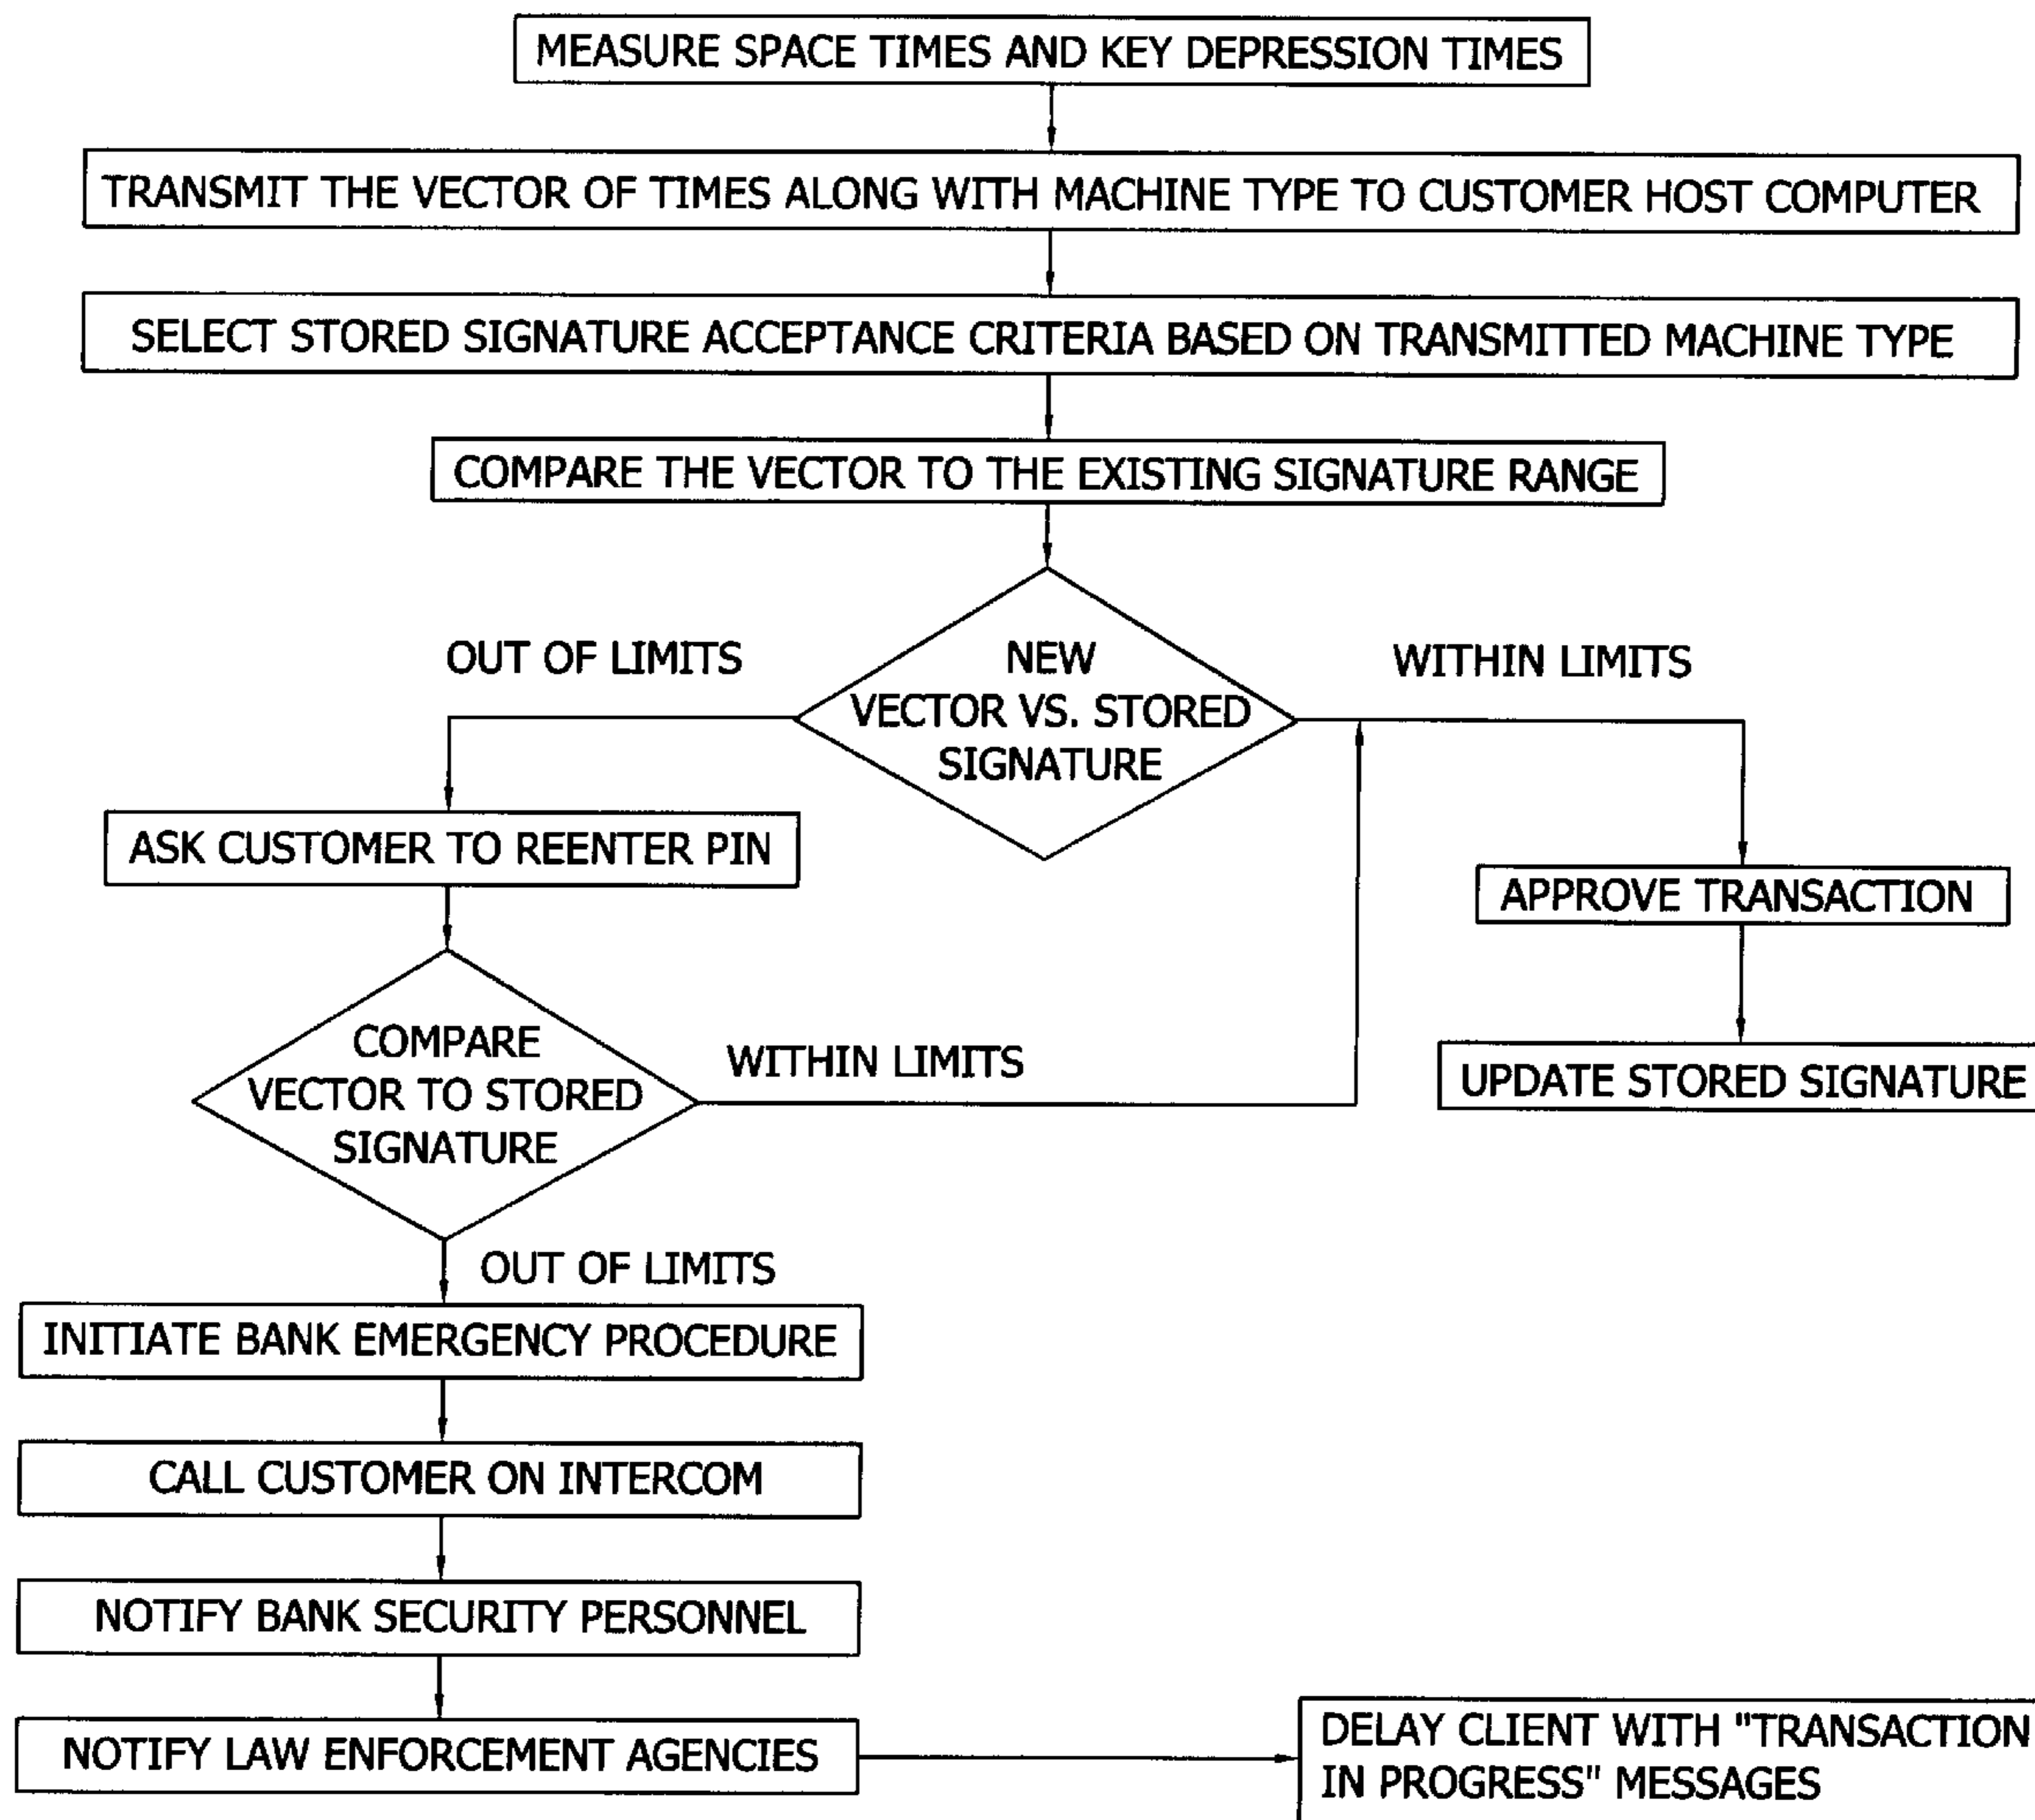 MEASURE SPACE TIMES AND KEY DEPRESSION TIMES
TRANSMIT THE VECTOR OF TIMES ALONG WITH MACHINE TYPE TO CUSTOMER HOST COMPUTER
SELECT STORED SIGNATURE ACCEPTANCE CRITERIA BASED ON TRANSMITTED MACHINE TYPE
COMPARE THE VECTOR TO THE EXISTING SIGNATURE RANGE
OUT OF LIMITS
NEW
VECTOR VS. STORED
SIGNATURE
WITHIN LIMITS
ASK CUSTOMER TO REENTER PIN
APPROVE TRANSACTION
COMPARE
VECTOR TO STORED
SIGNATURE
WITHIN LIMITS
UPDATE STORED SIGNATURE
OUT OF LIMITS
INITIATE BANK EMERGENCY PROCEDURE
CALL CUSTOMER ON INTERCOM
NOTIFY BANK SECURITY PERSONNEL
NOTIFY LAW ENFORCEMENT AGENCIES
DELAY CLIENT WITH "TRANSACTION
IN PROGRESS" MESSAGES